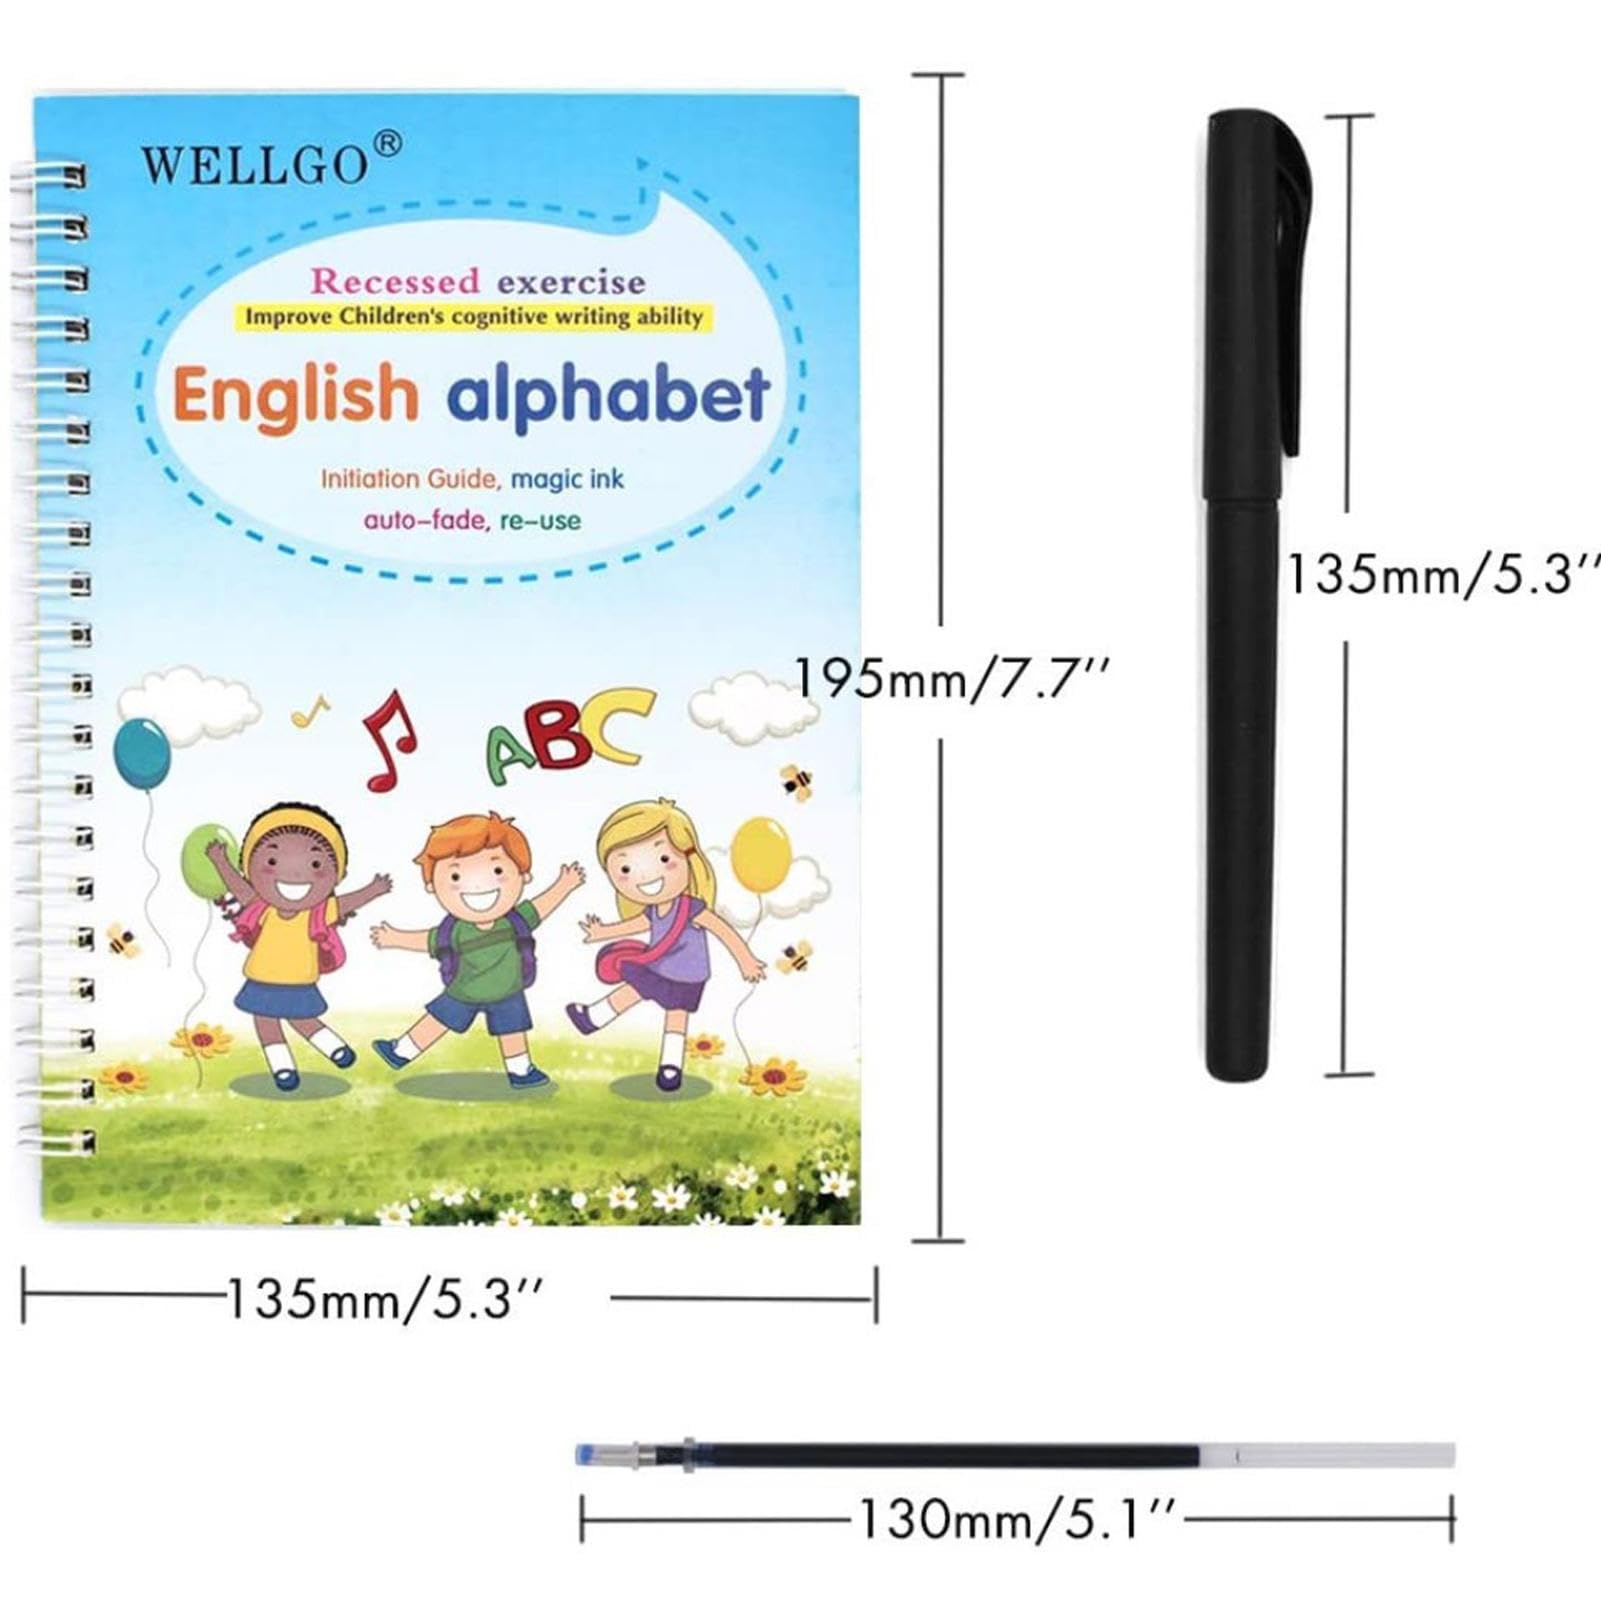 WELLGO®
Recessed exercise
Improve Children's cognitive writing ability
English alphabet
Initiation Guide, magic ink
auto-fade, re-use
ABC
195mm/7.7’’
135mm/5.3’’
135mm/5.3’’
130mm/5.1’’